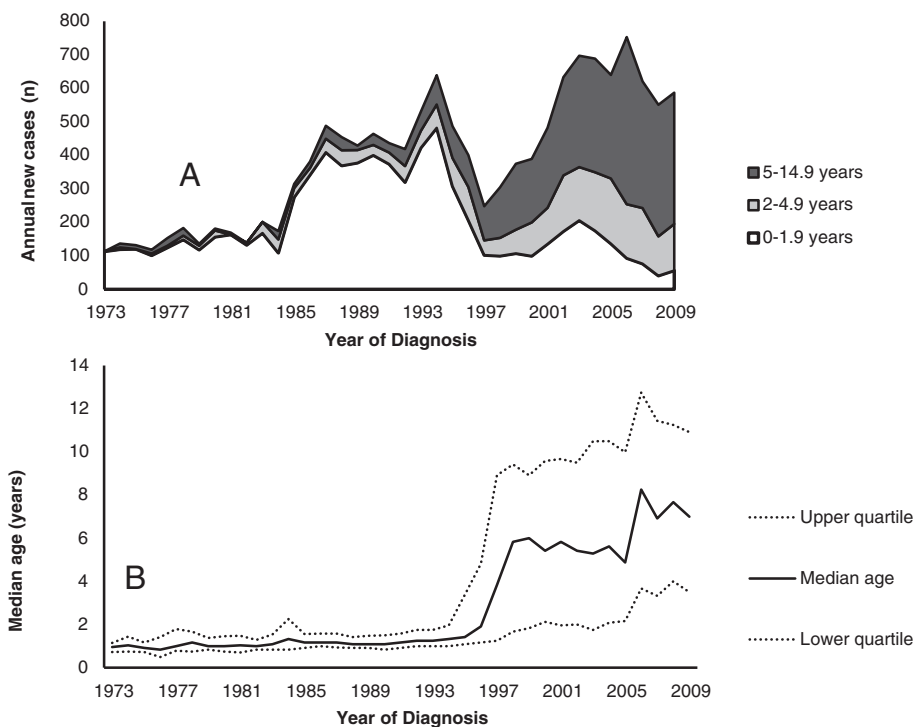 800
700
600
500
400
300
200
100
0
Annual new cases (n)
A
1973 1977 1981 1985 1989 1993 1997 2001 2005 2009
Year of Diagnosis
5-14.9 years
2-4.9 years
0-1.9 years
14
12
10
8
6
4
2
0
Median age (years)
B
1973 1977 1981 1985 1989 1993 1997 2001 2005 2009
Year of Diagnosis
Upper quartile
Median age
Lower quartile